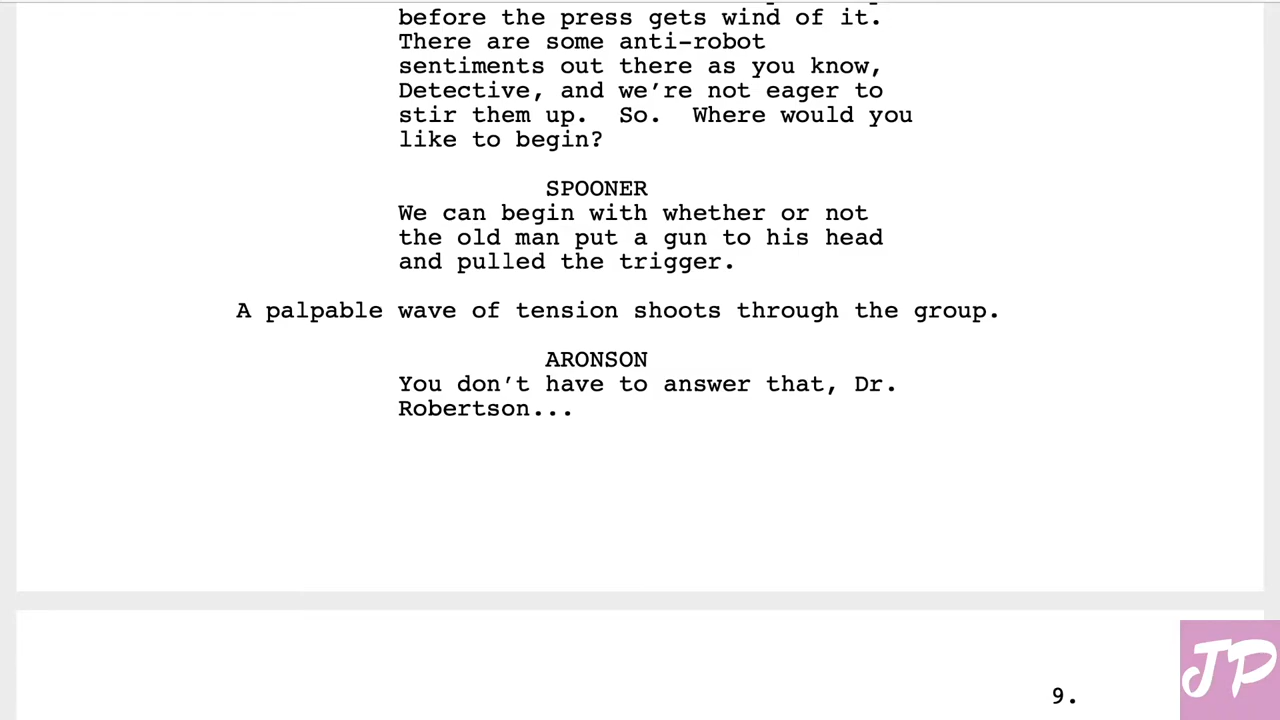 before the press gets wind of it.
There are some anti-robot
sentiments out there as you know,
Detective, and we’re not eager to
stir them up.  So.  Where would you
like to begin?
SPOONER
We can begin with whether or not
the old man put a gun to his head
and pulled the trigger.
A palpable wave of tension shoots through the group.
ARONSON
You don’t have to answer that, Dr.
Robertson...
9.
JP